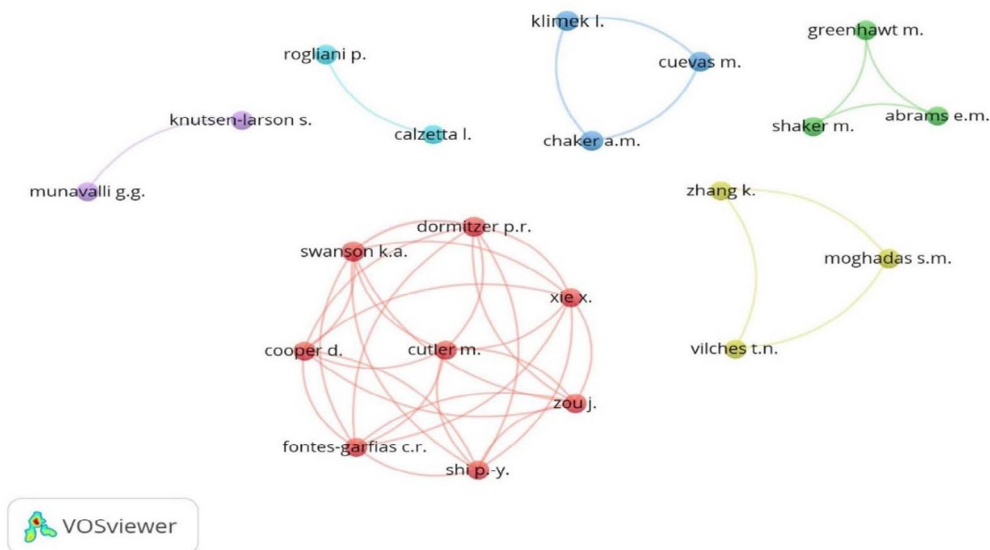 klimek l.
greenhawt m.
rogliani p.
cuevas m.
knutsen-larson s.
calzetta l.
chaker a.m.
shaker m.
abrams e.m.
munavalli g.g.
zhang k.
dormitzer p.r.
swanson k.a.
moghadas s.m.
xie x.
cooper d.
cutler m.
vilches t.n.
zou j.
fontes-garfias c.r.
shi p.-y.
VOSviewer